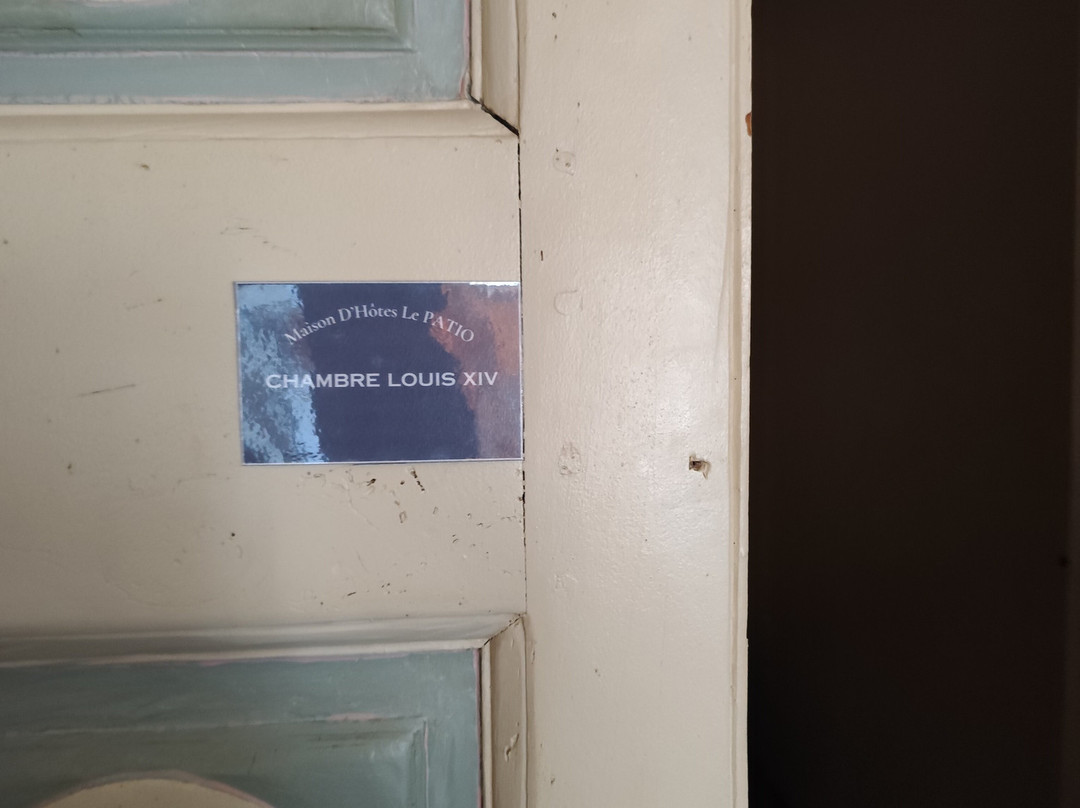 Maison D'Hôtes Le PATIO
CHAMBRE LOUIS XIV